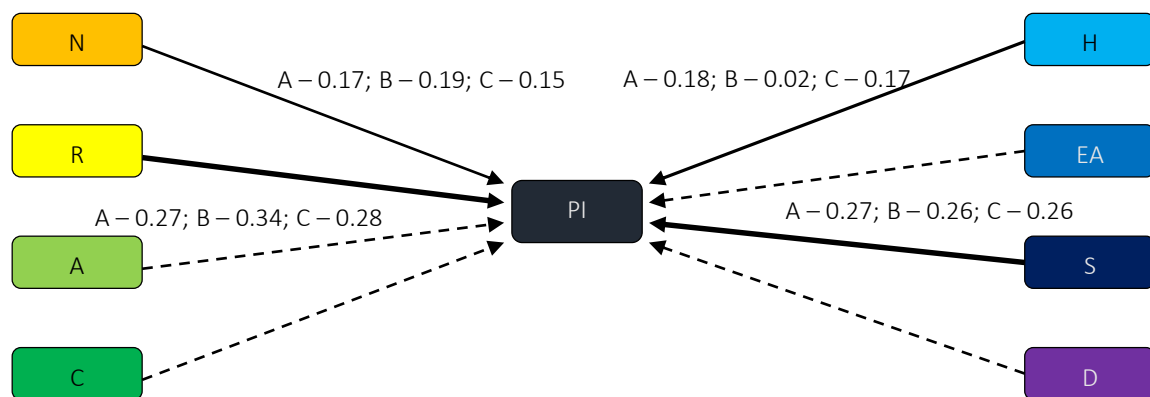 N
H
A – 0.17; B – 0.19; C – 0.15
A – 0.18; B – 0.02; C – 0.17
R
EA
PI
A – 0.27; B – 0.34; C – 0.28
A – 0.27; B – 0.26; C – 0.26
A
S
C
D